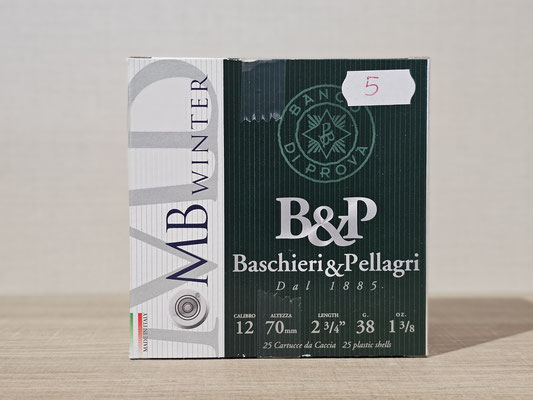 MB WINTER
MADE IN ITALY
5
BANCO DI PROVA
PB
B&P
Baschieri&Pellagri
Dal 1885.
CALIBRO ALTEZZA LENGTH G. OZ.
12 70mm 2 3/4" 38 1 3/8
25 Cartucce da Caccia 25 plastic shells